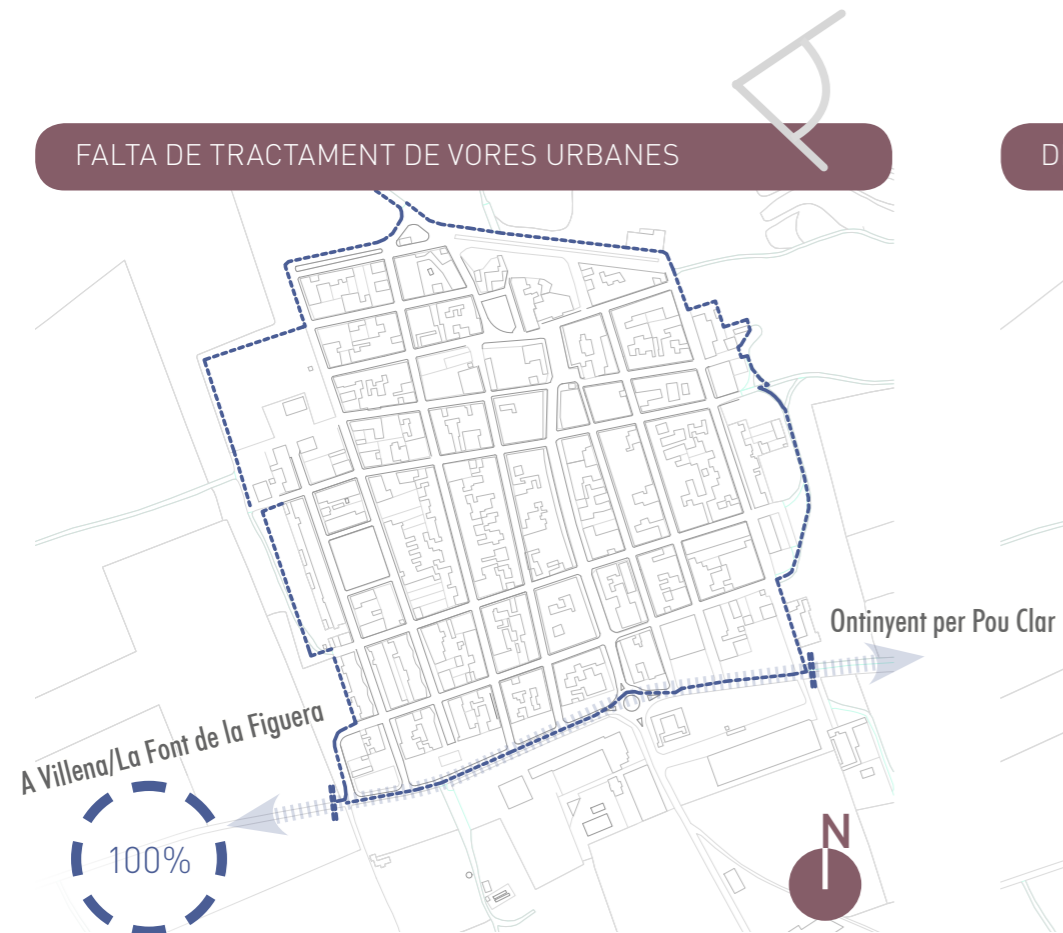 FALTA DE TRACTAMENT DE VORES URBANES
D
Ontinyent per Pou Clar
A Villena/La Font de la Figuera
100%
N